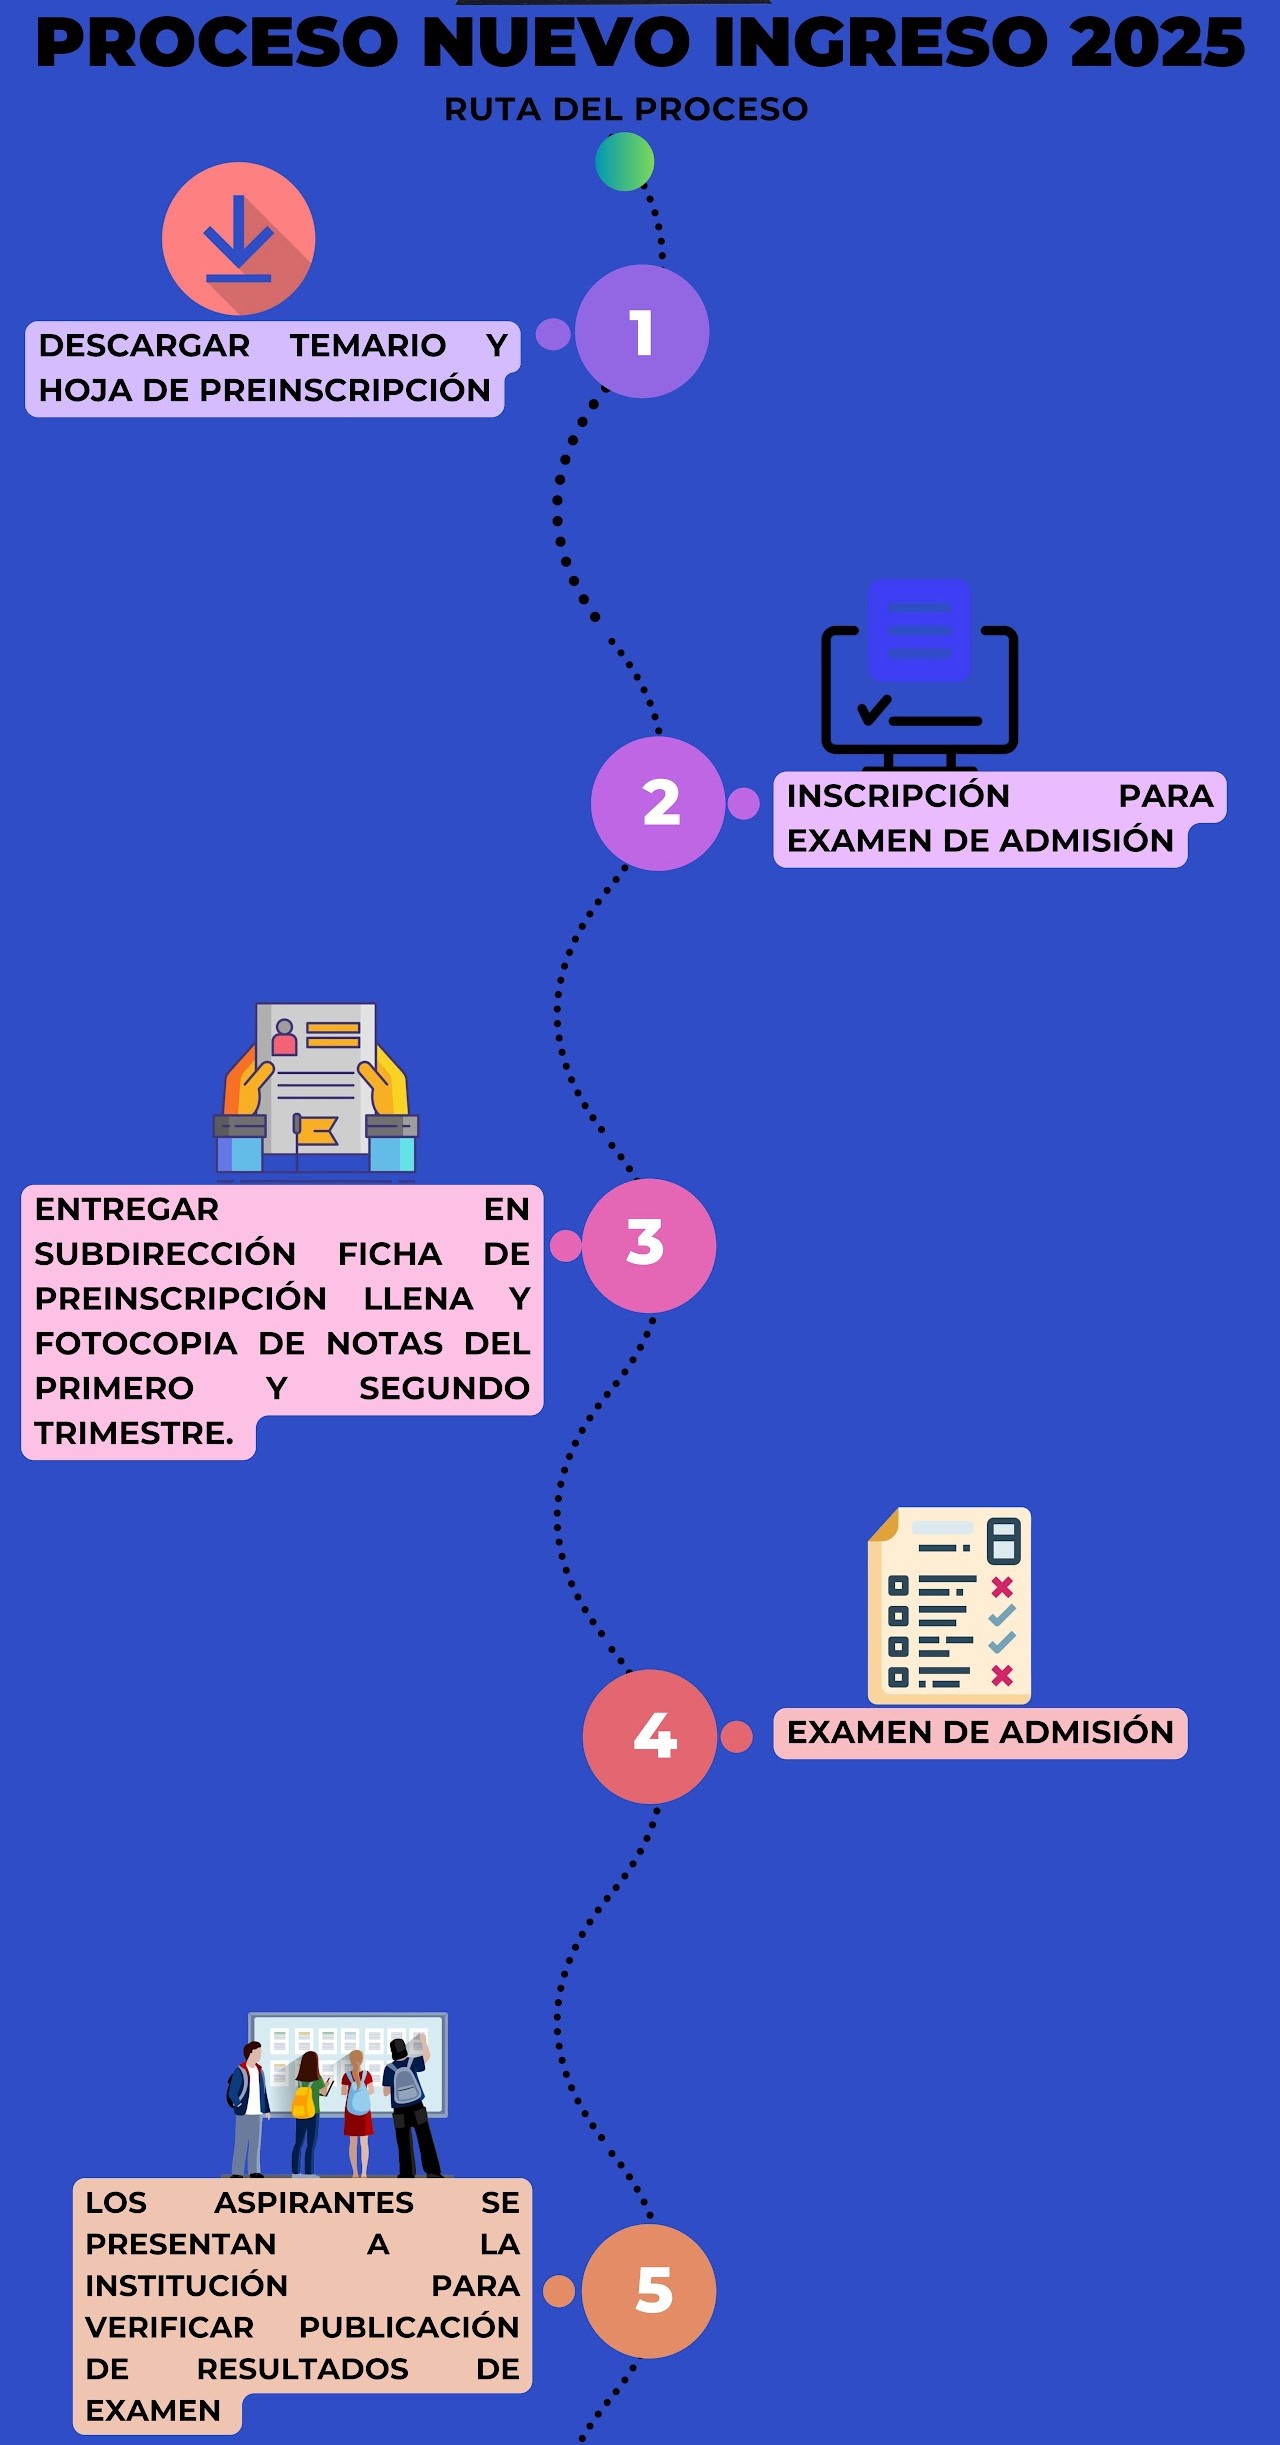 PROCESO NUEVO INGRESO 2025
RUTA DEL PROCESO
1
DESCARGAR TEMARIO Y
HOJA DE PREINSCRIPCIÓN
2
INSCRIPCIÓN PARA
EXAMEN DE ADMISIÓN
3
ENTREGAR EN
SUBDIRECCIÓN FICHA DE
PREINSCRIPCIÓN LLENA Y
FOTOCOPIA DE NOTAS DEL
PRIMERO Y SEGUNDO
TRIMESTRE.
4
EXAMEN DE ADMISIÓN
5
LOS ASPIRANTES SE
PRESENTAN A LA
INSTITUCIÓN PARA
VERIFICAR PUBLICACIÓN
DE RESULTADOS DE
EXAMEN